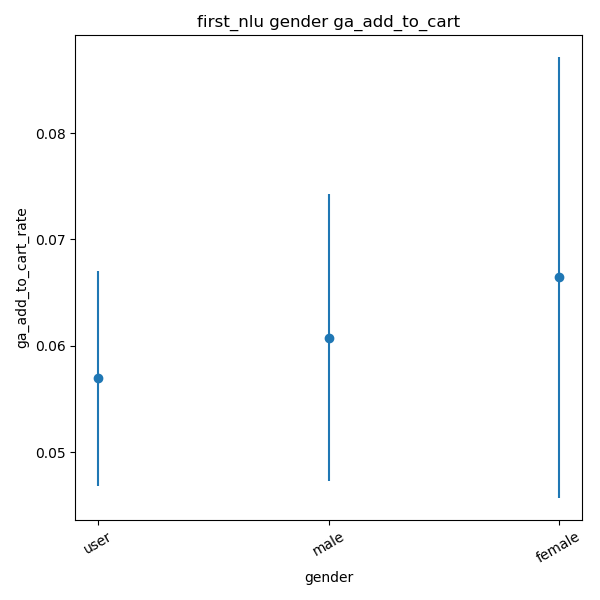 first_nlu gender ga_add_to_cart
ga_add_to_cart_rate
0.08
0.07
0.06
0.05
user
male
female
gender